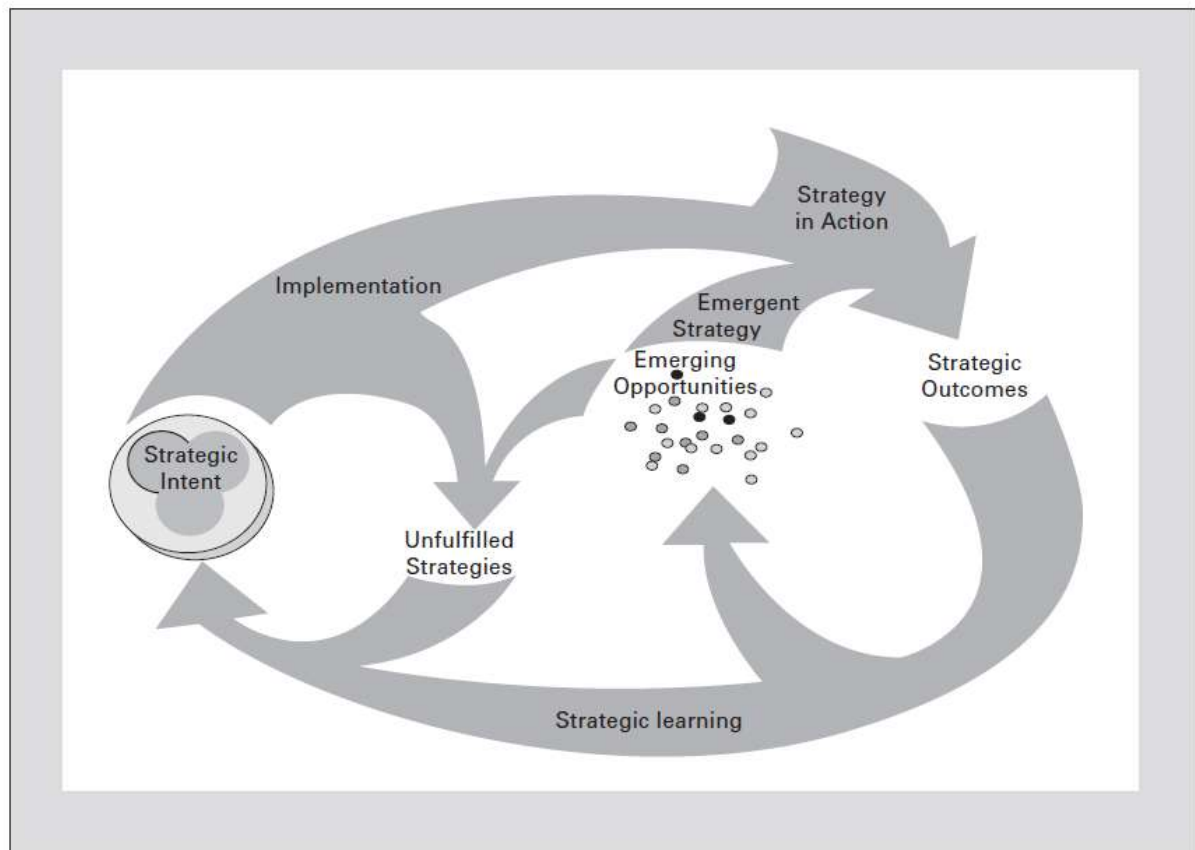 Strategy
in Action
Implementation
Emergent
Strategy
Emerging
Opportunities
Strategic
Outcomes
Strategic
Intent
Unfulfilled
Strategies
Strategic learning